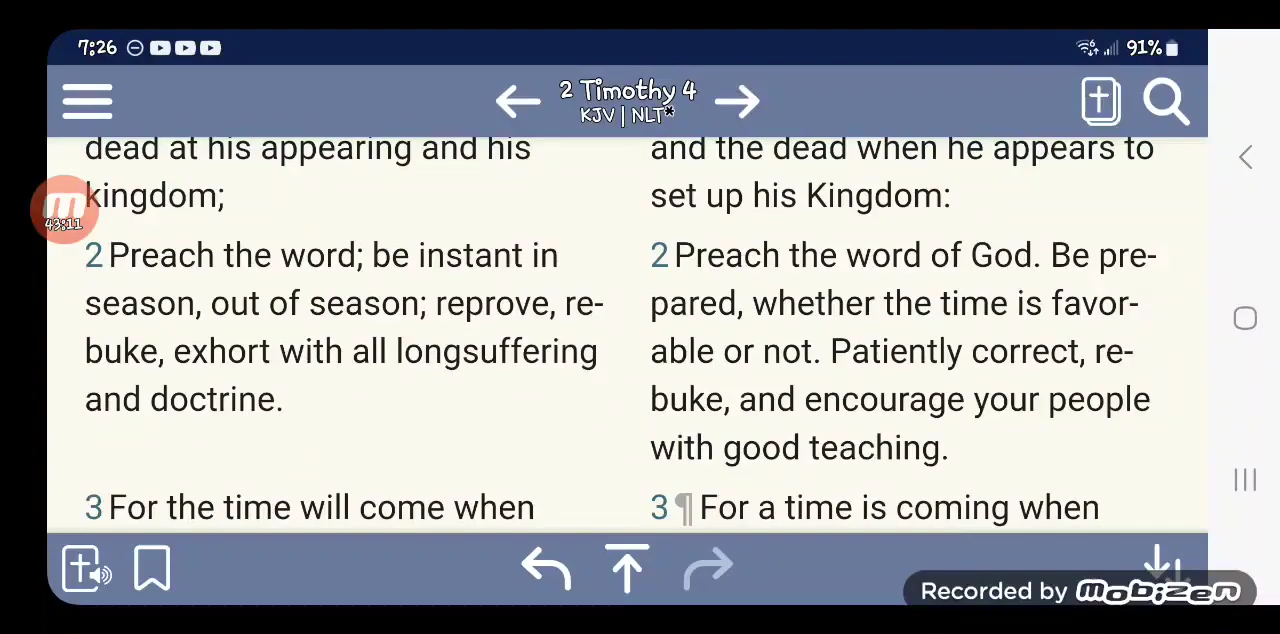 7:26
91%
2 Timothy 4
KJV | NLT*
dead at his appearing and his
kingdom;
43:11
2 Preach the word; be instant in
season, out of season; reprove, re-
buke, exhort with all longsuffering
and doctrine.
3 For the time will come when
and the dead when he appears to
set up his Kingdom:
2 Preach the word of God. Be pre-
pared, whether the time is favor-
able or not. Patiently correct, re-
buke, and encourage your people
with good teaching.
3 ¶ For a time is coming when
Recorded by mobizen